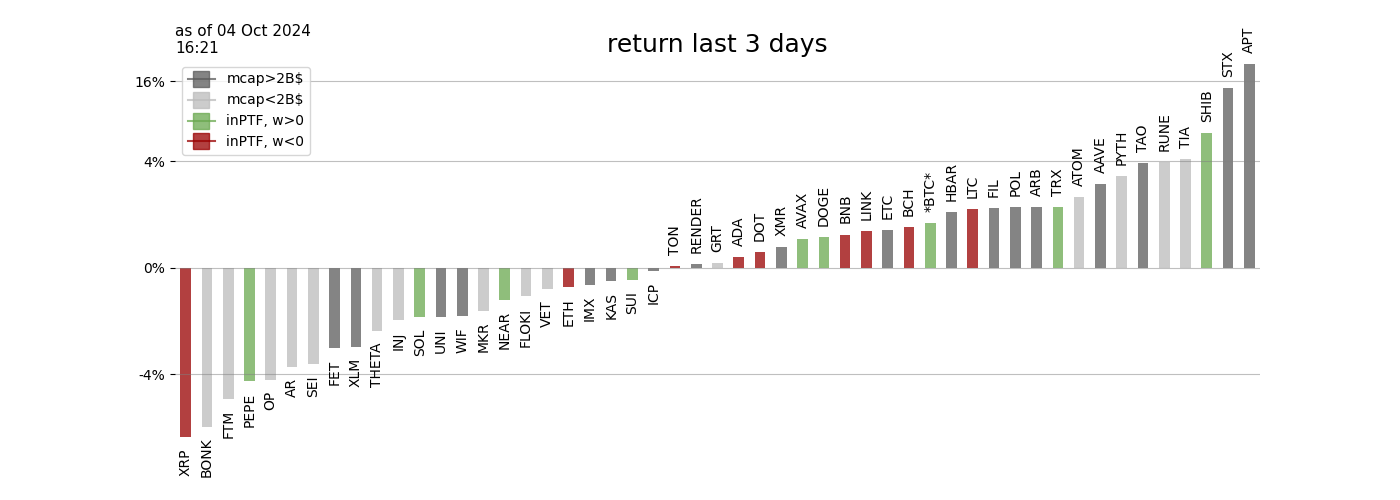 as of 04 Oct 2024
16:21
return last 3 days
mcap>2B$
mcap<2B$
inPTF, w>0
inPTF, w<0
16%
4%
0%
-4%
XRP
BONK
FTM
PEPE
OP
AR
SEI
FET
XLM
THETA
INJ
SOL
UNI
WIF
MKR
NEAR
FLOKI
VET
ETH
IMX
KAS
SUI
ICP
TON
RENDER
GRT
ADA
DOT
XMR
AVAX
DOGE
BNB
LINK
ETC
BCH
*BTC*
HBAR
LTC
FIL
POL
ARB
TRX
ATOM
AAVE
PYTH
TAO
RUNE
TIA
SHIB
STX
APT